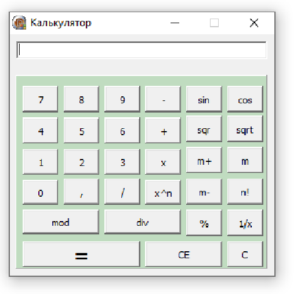 Калькулятор
7 8 9 - sin cos
4 5 6 + sqr sqrt
1 2 3 x m+ m
0 , / x^n m- n!
mod div % 1/x
= CE C